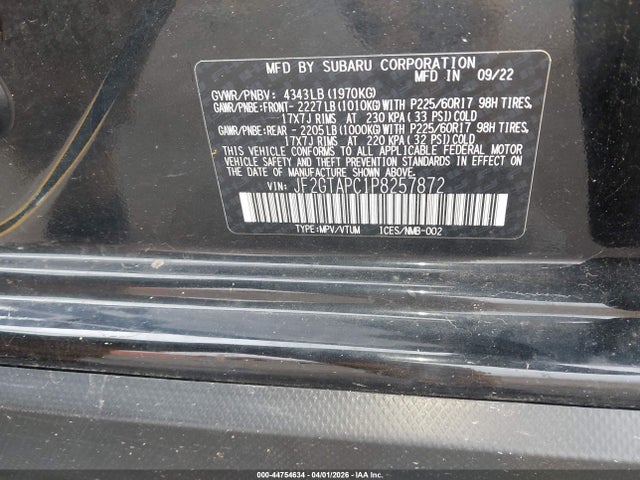 MFD BY SUBARU CORPORATION
MFD IN 09/22
GVWR/PNBV: 4343LB (1970KG)
GAWR/PNBE:FRONT- 2227 LB (1010KG) WITH P225/60R17 98H TIRES,
17X7J RIMS AT 230 KPA ( 33 PSI) COLD
GAWR/PNBE-REAR - 2205 LB (1000KG) WITH P225/60R17 98H TIRES,
17X7J RIMS AT 220 KPA ( 32 PSI) COLD
THIS VEHICLE CONFORMS TO ALL APPLICABLE FEDERAL MOTOR
VEHICLE SAFETY AND THEFT PREVENTION STANDARDS IN EFFECT ON
THE DATE OF MANUFACTURE SHOWN ABOVE.
VIN: JF2GTAPC1P8257872
TYPE:MPV/VTUM ICES/NMB-002
000-44754634 - 04/01/2026 - IAA Inc.